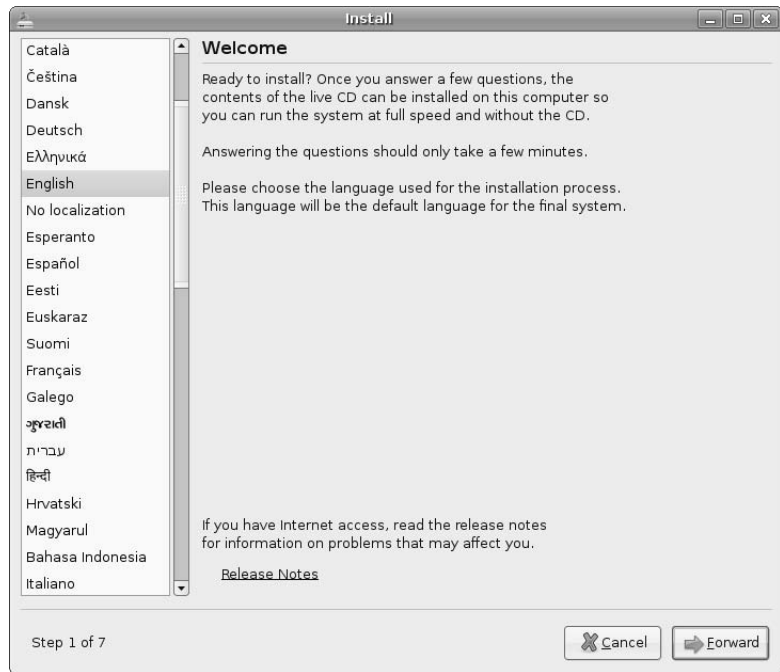 Install
Català
Čeština
Dansk
Deutsch
Ελληνικά
English
No localization
Esperanto
Español
Eesti
Euskaraz
Suomi
Français
Galego
ગુજરાતી
עברית
हिन्दी
Hrvatski
Magyarul
Bahasa Indonesia
Italiano
Welcome
Ready to install? Once you answer a few questions, the
contents of the live CD can be installed on this computer so
you can run the system at full speed and without the CD.
Answering the questions should only take a few minutes.
Please choose the language used for the installation process.
This language will be the default language for the final system.
If you have Internet access, read the release notes
for information on problems that may affect you.
Release Notes
Step 1 of 7
Cancel
Forward